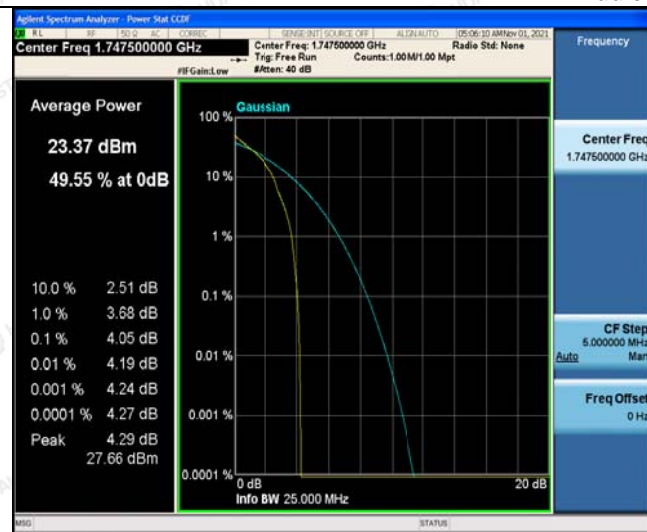 Agilent Spectrum Analyzer - Power Stat CCDF
RL RF 50 Ω AC CORREC SENSE:INT SOURCE OFF ALIGN AUTO 05:06:10 AM Nov 01, 2021
Center Freq 1.747500000 GHz
Center Freq: 1.747500000 GHz Radio Std: None
Trig: Free Run Counts:1.00 M/1.00 Mpt
#IFGain:Low #Atten: 40 dB
Frequency
Average Power
23.37 dBm
49.55 % at 0dB
10.0 % 2.51 dB
1.0 % 3.68 dB
0.1 % 4.05 dB
0.01 % 4.19 dB
0.001 % 4.24 dB
0.0001 % 4.27 dB
Peak 4.29 dB
27.66 dBm
Gaussian
100 %
10 %
1 %
0.1 %
0.01 %
0.001 %
0.0001 %
0 dB 20 dB
Info BW 25.000 MHz
Center Freq
1.747500000 GHz
CF Step
5.000000 MHz
Auto Man
Freq Offset
0 Hz
MSG STATUS